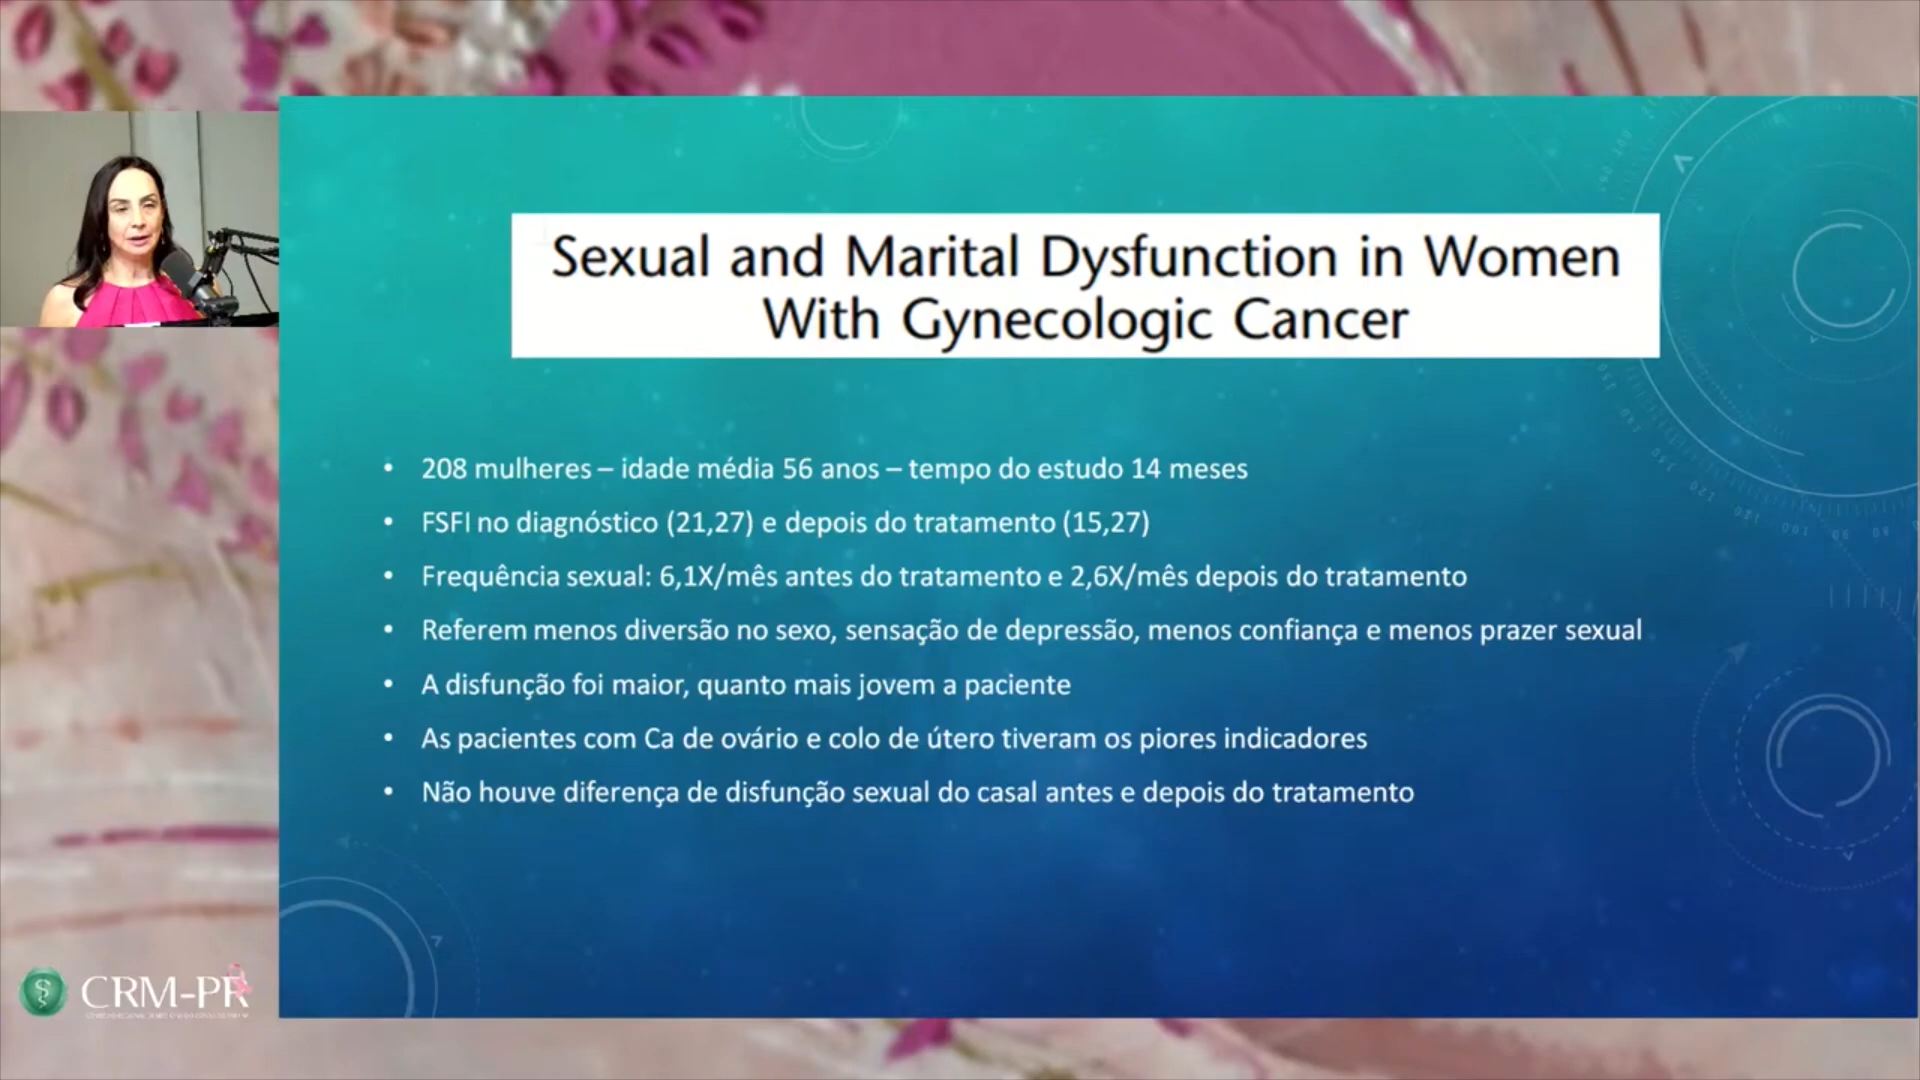 Sexual and Marital Dysfunction in Women
With Gynecologic Cancer
• 208 mulheres – idade média 56 anos – tempo do estudo 14 meses
• FSFI no diagnóstico (21,27) e depois do tratamento (15,27)
• Frequência sexual: 6,1X/mês antes do tratamento e 2,6X/mês depois do tratamento
• Referem menos diversão no sexo, sensação de depressão, menos confiança e menos prazer sexual
• A disfunção foi maior, quanto mais jovem a paciente
• As pacientes com Ca de ovário e colo de útero tiveram os piores indicadores
• Não houve diferença de disfunção sexual do casal antes e depois do tratamento
CRM-PR